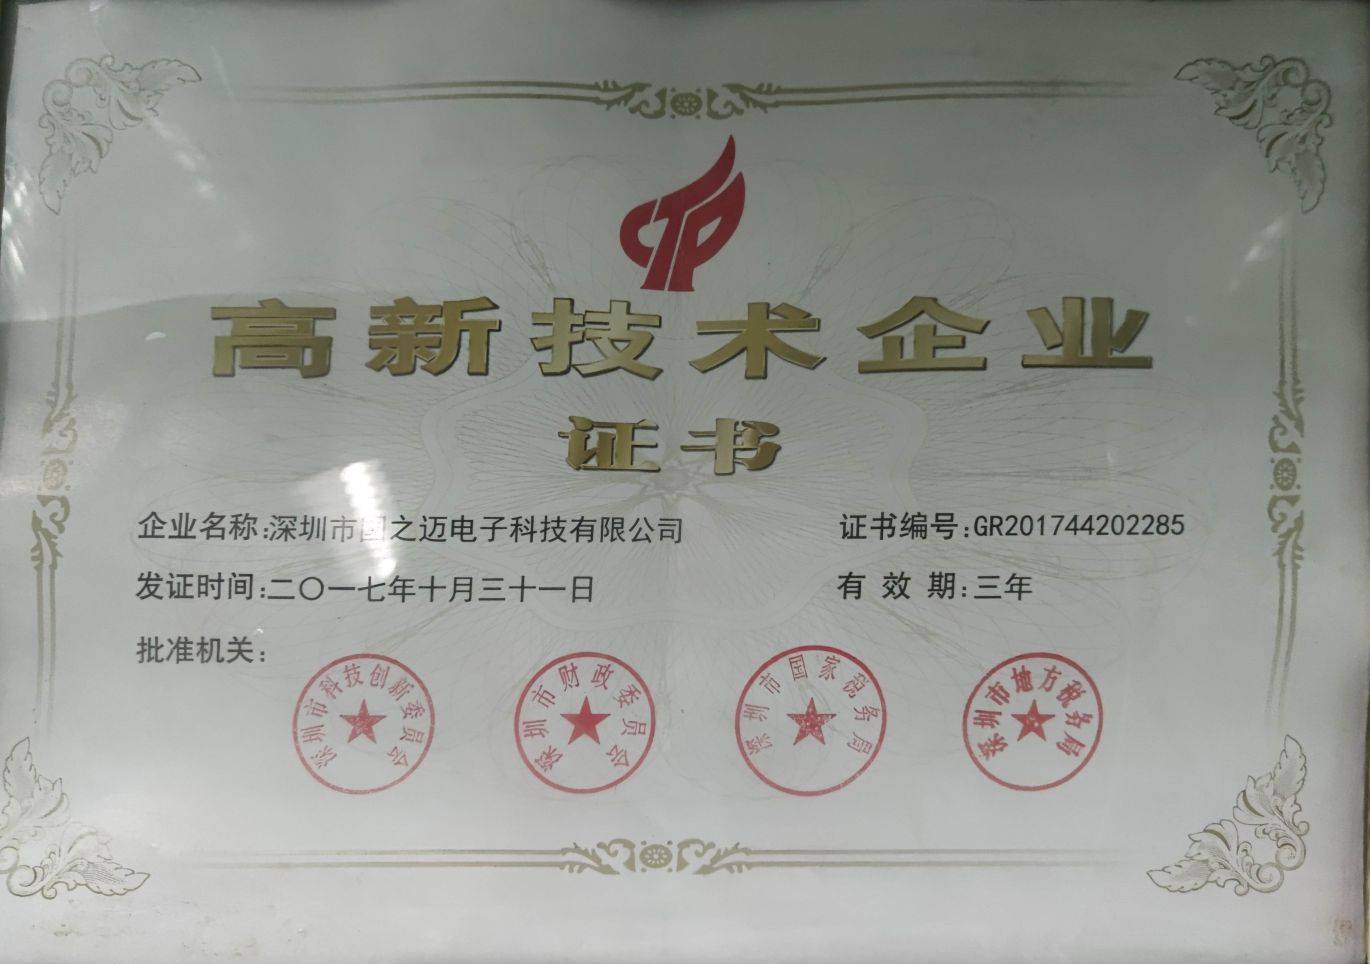 CTP
高新技术企业
证书
企业名称:深圳市国之迈电子科技有限公司
证书编号:GR201744202285
发证时间:二〇一七年十月三十一日
有效期:三年
批准机关:
深圳市科技创新委员会
深圳市财政委员会
深圳市国家税务局
深圳市地方税务局